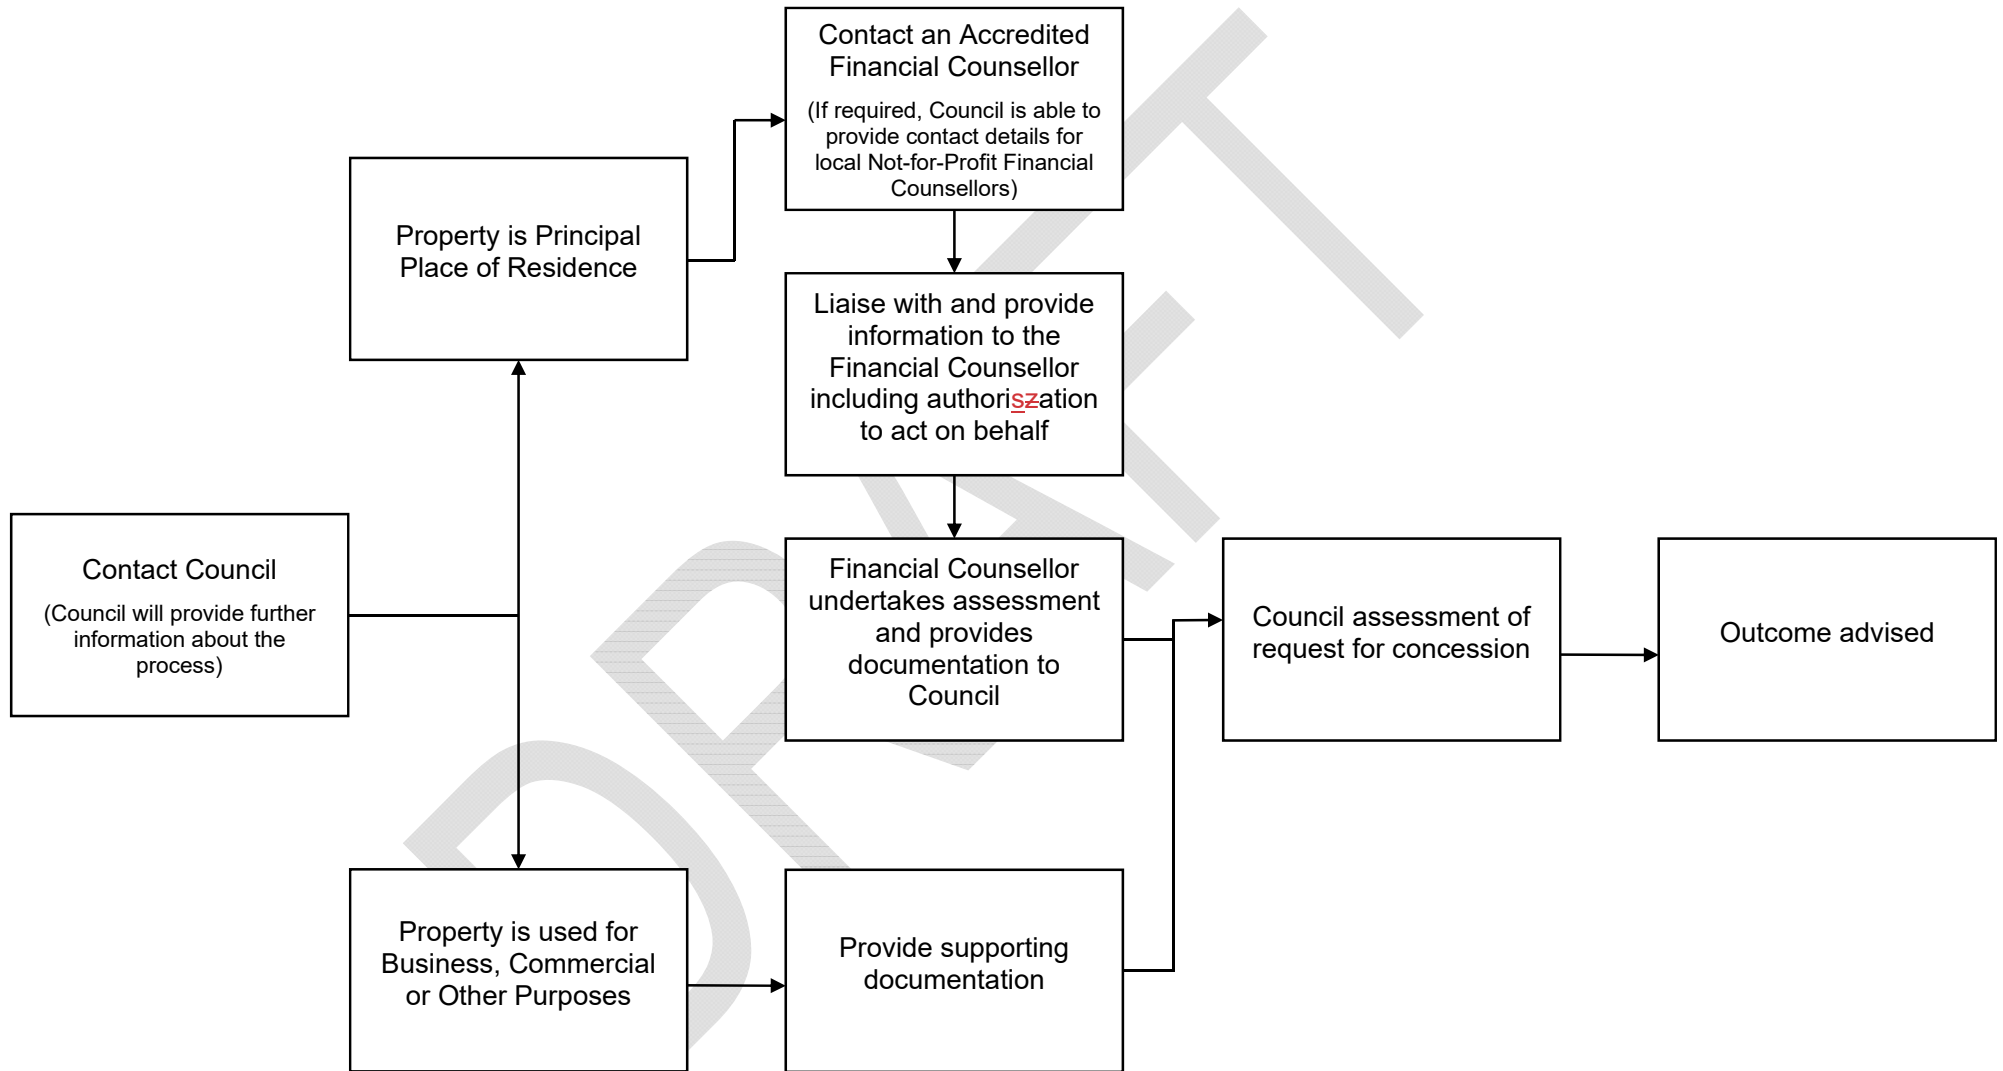 Contact an Accredited
Financial Counsellor
(If required, Council is able to
provide contact details for
local Not-for-Profit Financial
Counsellors)
Property is Principal
Place of Residence
Liaise with and provide
information to the
Financial Counsellor
including authoriszation
to act on behalf
Contact Council
(Council will provide further
information about the
process)
Financial Counsellor
undertakes assessment
and provides
documentation to
Council
Council assessment of
request for concession
Outcome advised
Property is used for
Business, Commercial
or Other Purposes
Provide supporting
documentation
DRAFT